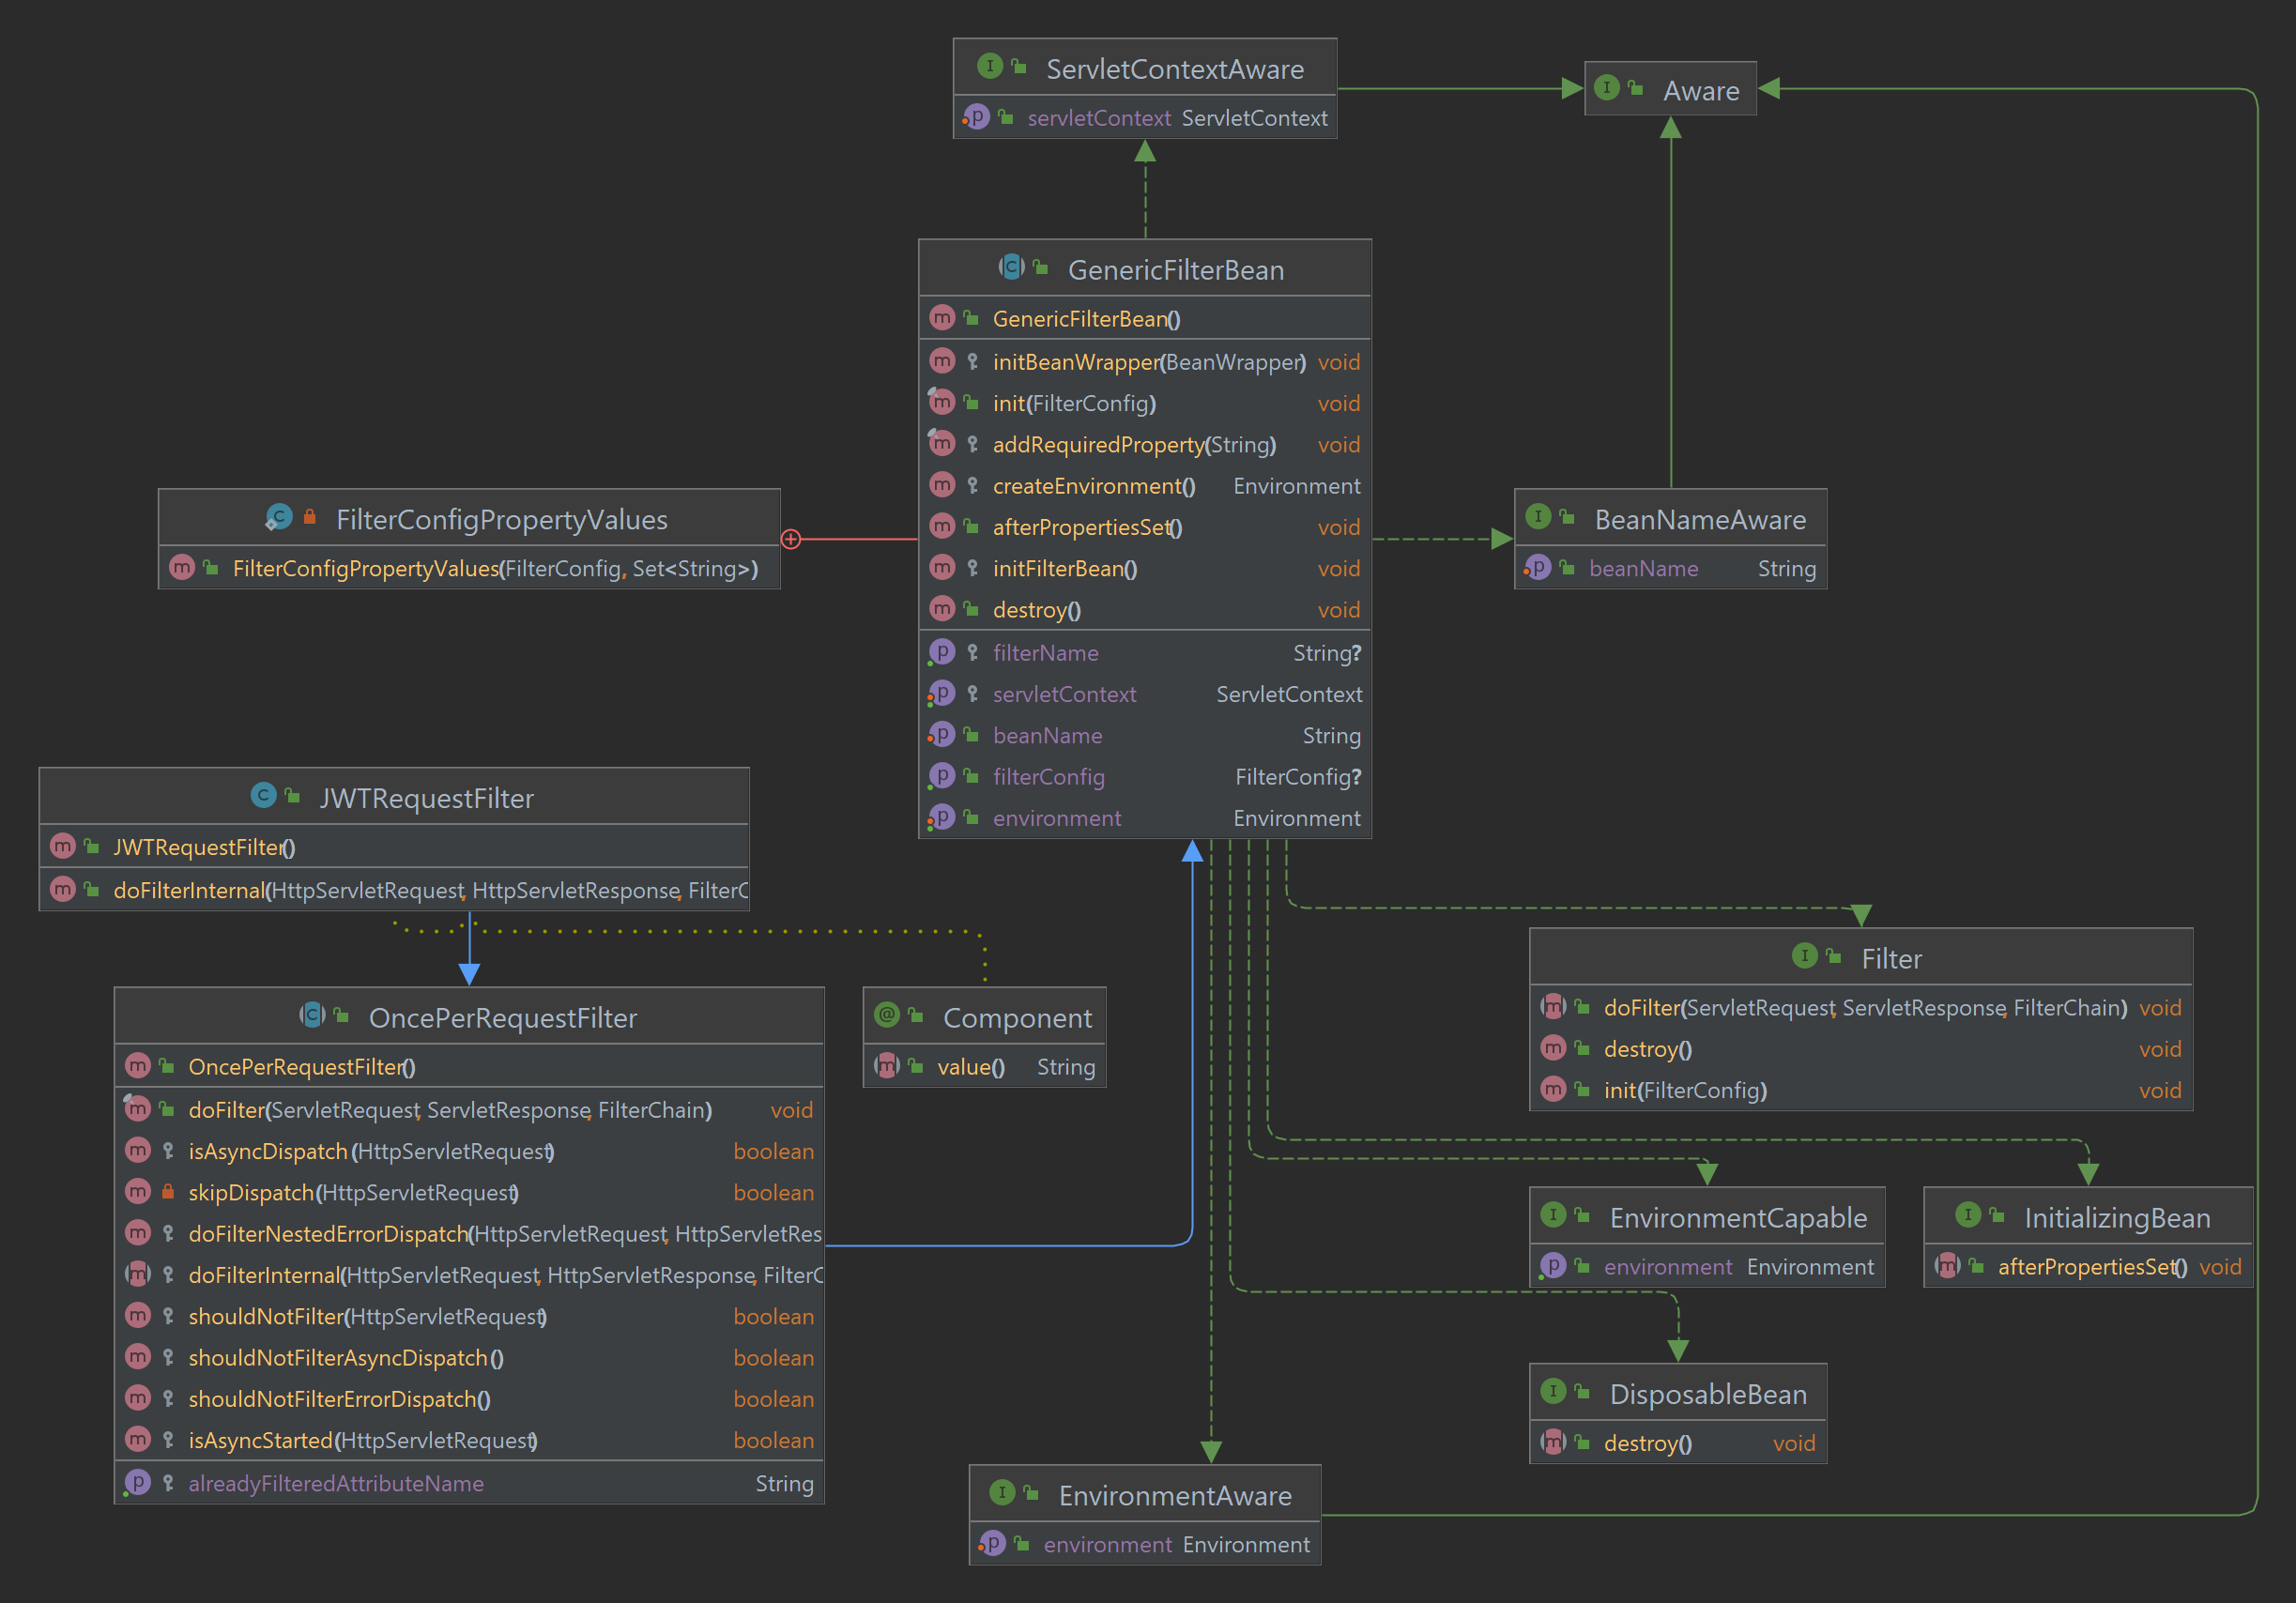 ServletContextAware
servletContext ServletContext
Aware
GenericFilterBean
GenericFilterBean()
initBeanWrapper(BeanWrapper) void
init(FilterConfig) void
addRequiredProperty(String) void
createEnvironment() Environment
afterPropertiesSet() void
initFilterBean() void
destroy() void
filterName String?
servletContext ServletContext
beanName String
filterConfig FilterConfig?
environment Environment
FilterConfigPropertyValues
FilterConfigPropertyValues(FilterConfig, Set<String>)
BeanNameAware
beanName String
JWTRequestFilter
JWTRequestFilter()
doFilterInternal(HttpServletRequest, HttpServletResponse, FilterC
OncePerRequestFilter
OncePerRequestFilter()
doFilter(ServletRequest, ServletResponse, FilterChain) void
isAsyncDispatch(HttpServletRequest) boolean
skipDispatch(HttpServletRequest) boolean
doFilterNestedErrorDispatch(HttpServletRequest, HttpServletRes
doFilterInternal(HttpServletRequest, HttpServletResponse, FilterC
shouldNotFilter(HttpServletRequest) boolean
shouldNotFilterAsyncDispatch() boolean
shouldNotFilterErrorDispatch() boolean
isAsyncStarted(HttpServletRequest) boolean
alreadyFilteredAttributeName String
Component
value() String
Filter
doFilter(ServletRequest, ServletResponse, FilterChain) void
destroy() void
init(FilterConfig) void
EnvironmentCapable
environment Environment
InitializingBean
afterPropertiesSet() void
DisposableBean
destroy() void
EnvironmentAware
environment Environment